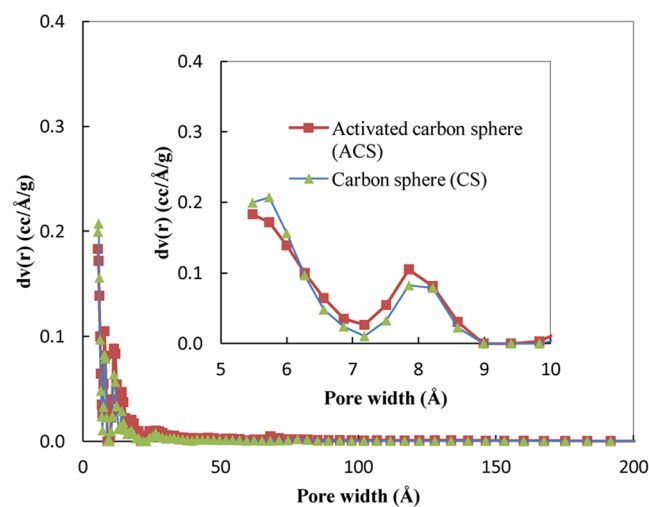 0.4
0.3
0.2
0.1
0.0
dv(r) (cc/Å/g)
0 50 100 150 200
Pore width (Å)
0.4
0.3
0.2
0.1
0.0
dv(r) (cc/Å/g)
Activated carbon sphere
(ACS)
Carbon sphere (CS)
5 6 7 8 9 10
Pore width (Å)